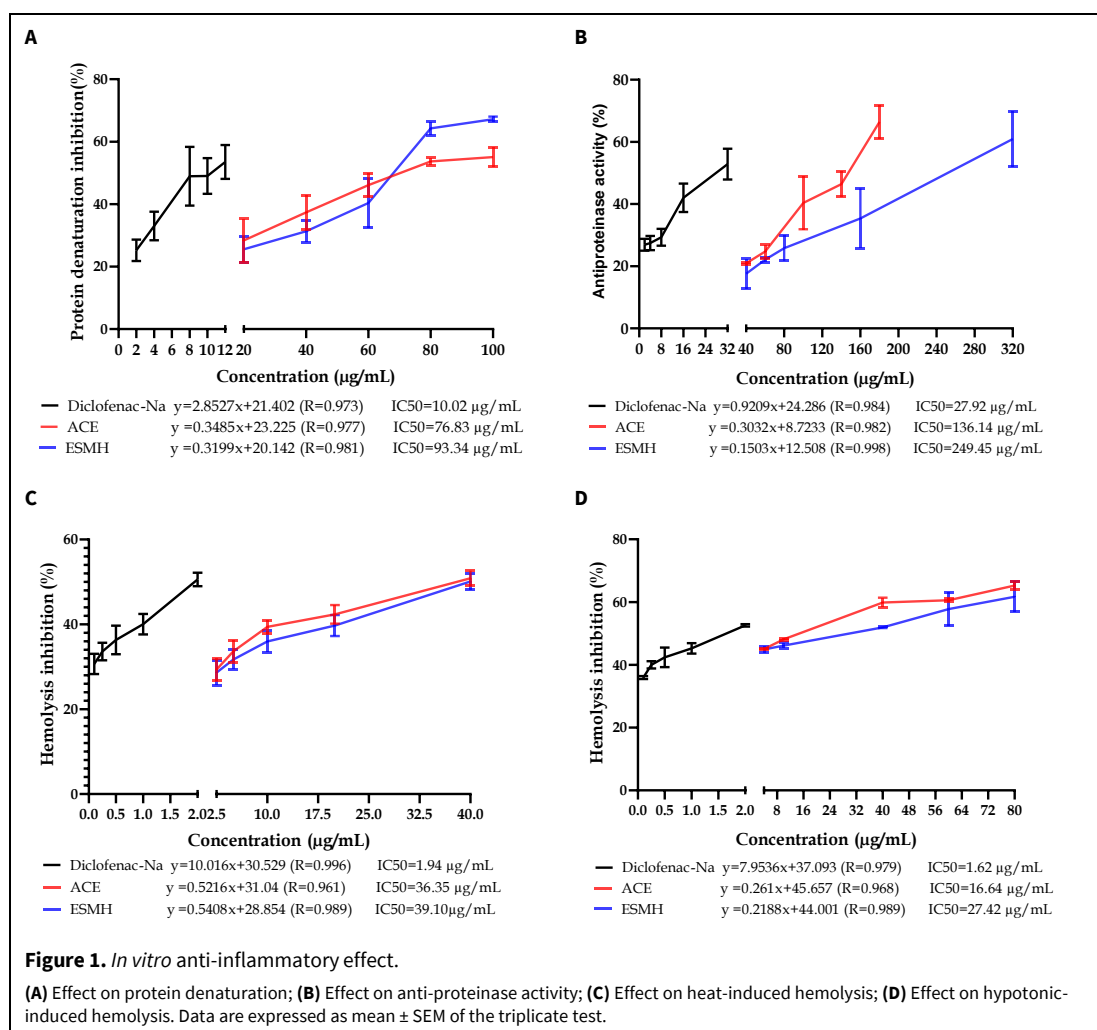 A
Protein denaturation inhibition(%)
80
60
40
20
0
0 2 4 6 8 10 12 20 40 60 80 100
Concentration (µg/mL)
Diclofenac-Na y=2.8527x+21.402 (R=0.973) IC50=10.02 µg/mL
ACE y =0.3485x+23.225 (R=0.977) IC50=76.83 µg/mL
ESMH y =0.3199x+20.142 (R=0.981) IC50=93.34 µg/mL
B
Antiproteinase activity (%)
80
60
40
20
0
0 8 16 24 32 40 80 120 160 200 240 280 320
Concentration (µg/mL)
Diclofenac-Na y=0.9209x+24.286 (R=0.984) IC50=27.92 µg/mL
ACE y =0.3032x+8.7233 (R=0.982) IC50=136.14 µg/mL
ESMH y =0.1503x+12.508 (R=0.998) IC50=249.45 µg/mL
C
Hemolysis inhibition (%)
60
40
20
0
0.0 0.5 1.0 1.5 2.0 2.5 10.0 17.5 25.0 32.5 40.0
Concentration (µg/mL)
Diclofenac-Na y=10.016x+30.529 (R=0.996) IC50=1.94 µg/mL
ACE y =0.5216x+31.04 (R=0.961) IC50=36.35 µg/mL
ESMH y =0.5408x+28.854 (R=0.989) IC50=39.10µg/mL
D
Hemolysis inhibition (%)
80
60
40
20
0
0.0 0.5 1.0 1.5 2.0 8 16 24 32 40 48 56 64 72 80
Concentration (µg/mL)
Diclofenac-Na y=7.9536x+37.093 (R=0.979) IC50=1.62 µg/mL
ACE y =0.261x+45.657 (R=0.968) IC50=16.64 µg/mL
ESMH y =0.2188x+44.001 (R=0.989) IC50=27.42 µg/mL
Figure 1. In vitro anti-inflammatory effect.
(A) Effect on protein denaturation; (B) Effect on anti-proteinase activity; (C) Effect on heat-induced hemolysis; (D) Effect on hypotonic-
induced hemolysis. Data are expressed as mean ± SEM of the triplicate test.